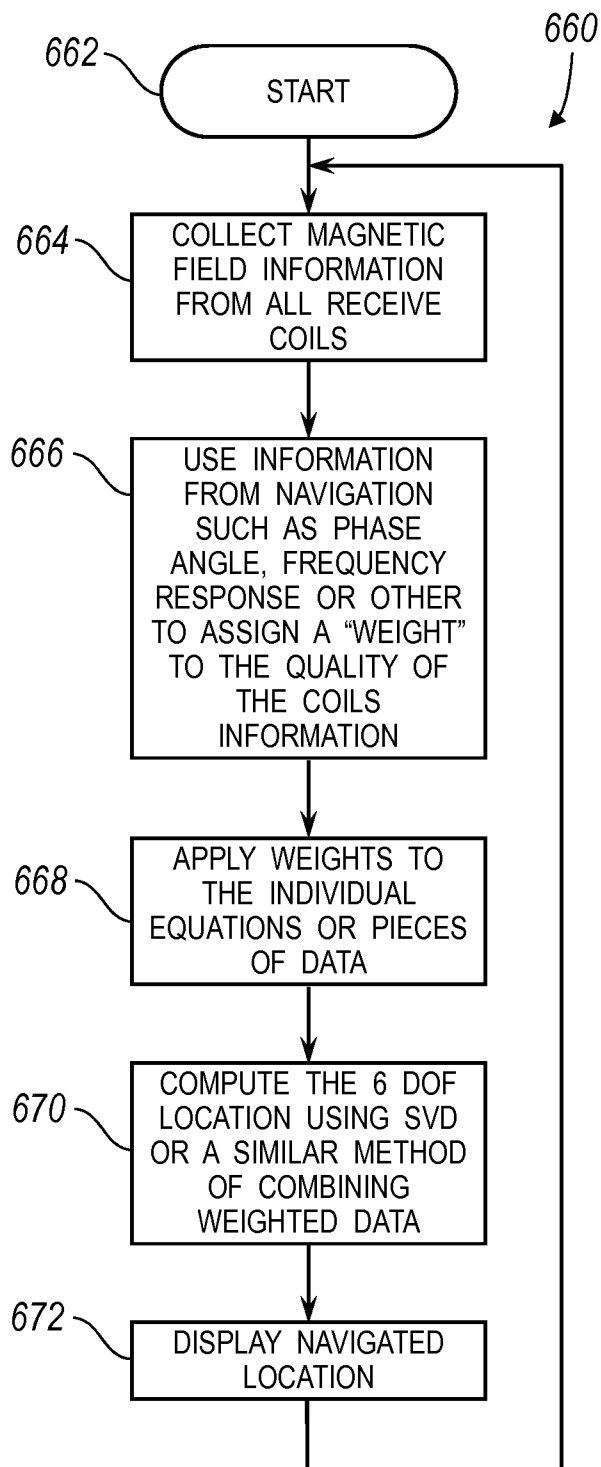 662
660
START
664
COLLECT MAGNETIC
FIELD INFORMATION
FROM ALL RECEIVE
COILS
666
USE INFORMATION
FROM NAVIGATION
SUCH AS PHASE
ANGLE, FREQUENCY
RESPONSE OR OTHER
TO ASSIGN A “WEIGHT”
TO THE QUALITY OF
THE COILS
INFORMATION
668
APPLY WEIGHTS TO
THE INDIVIDUAL
EQUATIONS OR PIECES
OF DATA
670
COMPUTE THE 6 DOF
LOCATION USING SVD
OR A SIMILAR METHOD
OF COMBINING
WEIGHTED DATA
672
DISPLAY NAVIGATED
LOCATION